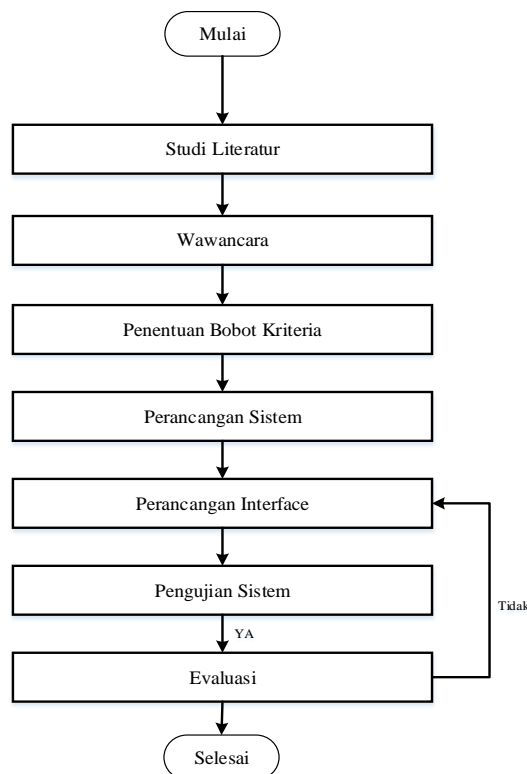 Mulai
Studi Literatur
Wawancara
Penentuan Bobot Kriteria
Perancangan Sistem
Perancangan Interface
Pengujian Sistem
Tidak
YA
Evaluasi
Selesai